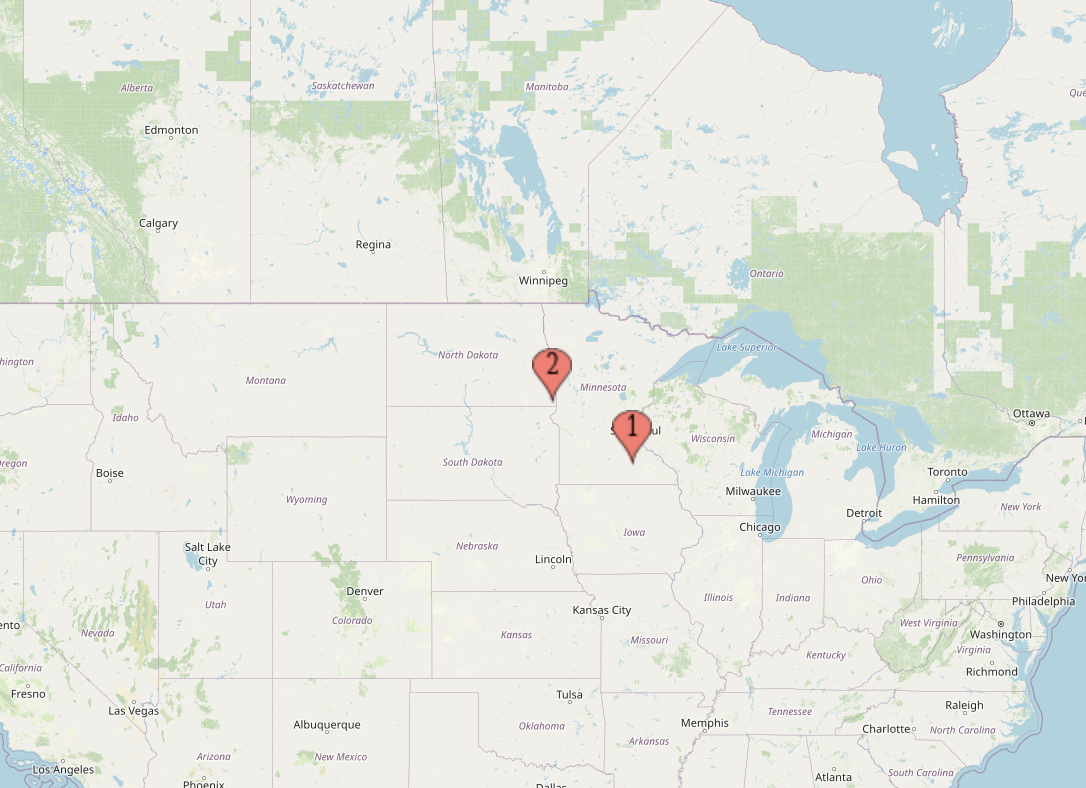 Alberta
Saskatchewan
Manitoba
Qué
Edmonton
Calgary
Regina
Winnipeg
Ontario
North Dakota
2
Minnesota
Lake Superior
hington
Montana
Idaho
1
ul
Wisconsin
Michigan
Lake Huron
Ottawa
Oregon
Boise
South Dakota
Lake Michigan
Toronto
Milwaukee
Hamilton
Wyoming
Detroit
New York
Chicago
Iowa
Salt Lake
City
Nebraska
Lincoln
Pennsylvania
Denver
Utah
Colorado
Kansas City
Illinois
Indiana
Ohio
New Yor
Philadelphia
ento
Nevada
Kansas
Missouri
West Virginia
Washington
Virginia
Kentucky
California
Fresno
Richmond
Las Vegas
Tulsa
Albuquerque
Oklahoma
Memphis
Tennessee
Raleigh
Charlotte
North Carolina
Arizona
New Mexico
Arkansas
Los Angeles
Phoenix
Dallas
Atlanta
South Carolina